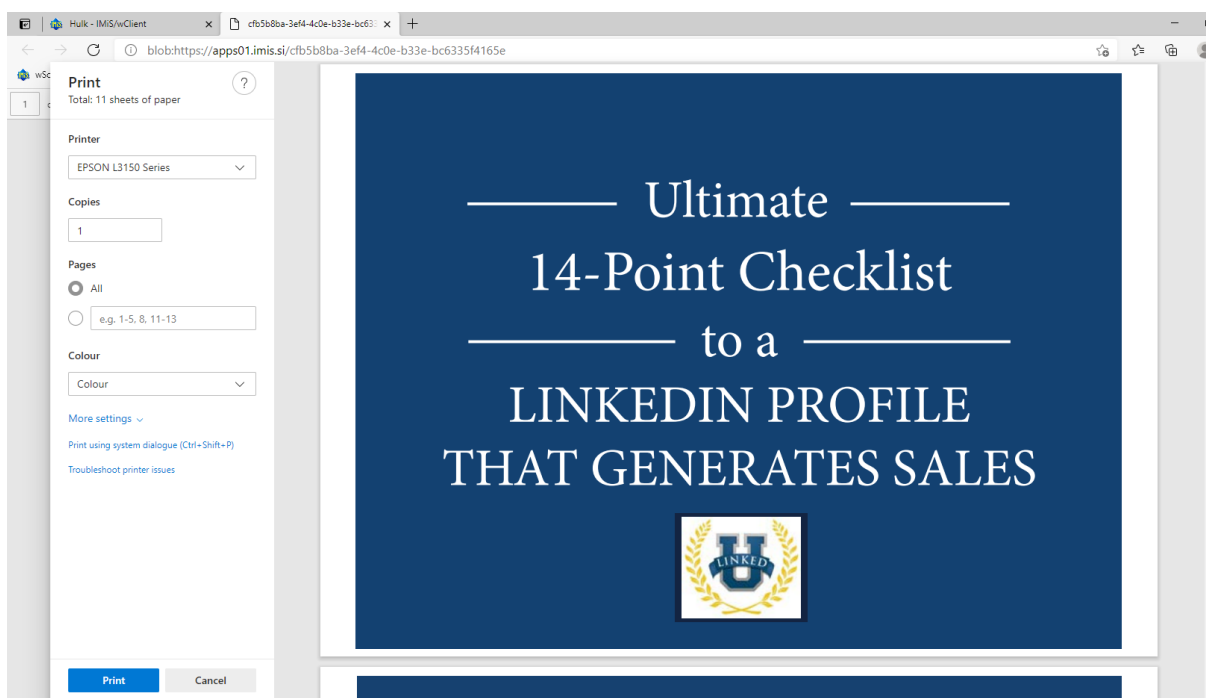 Hulk - IMiS/wClient
cfb5b8ba-3ef4-4c0e-b33e-bc63
blob:https://apps01.imis.si/cfb5b8ba-3ef4-4c0e-b33e-bc6335f4165e
wSc
1
Print
?
Total: 11 sheets of paper
Printer
EPSON L3150 Series
Copies
1
Pages
All
e.g. 1-5, 8, 11-13
Colour
Colour
More settings
Print using system dialogue (Ctrl+Shift+P)
Troubleshoot printer issues
Print
Cancel
Ultimate
14-Point Checklist
to a
LINKEDIN PROFILE
THAT GENERATES SALES
U
LINKED